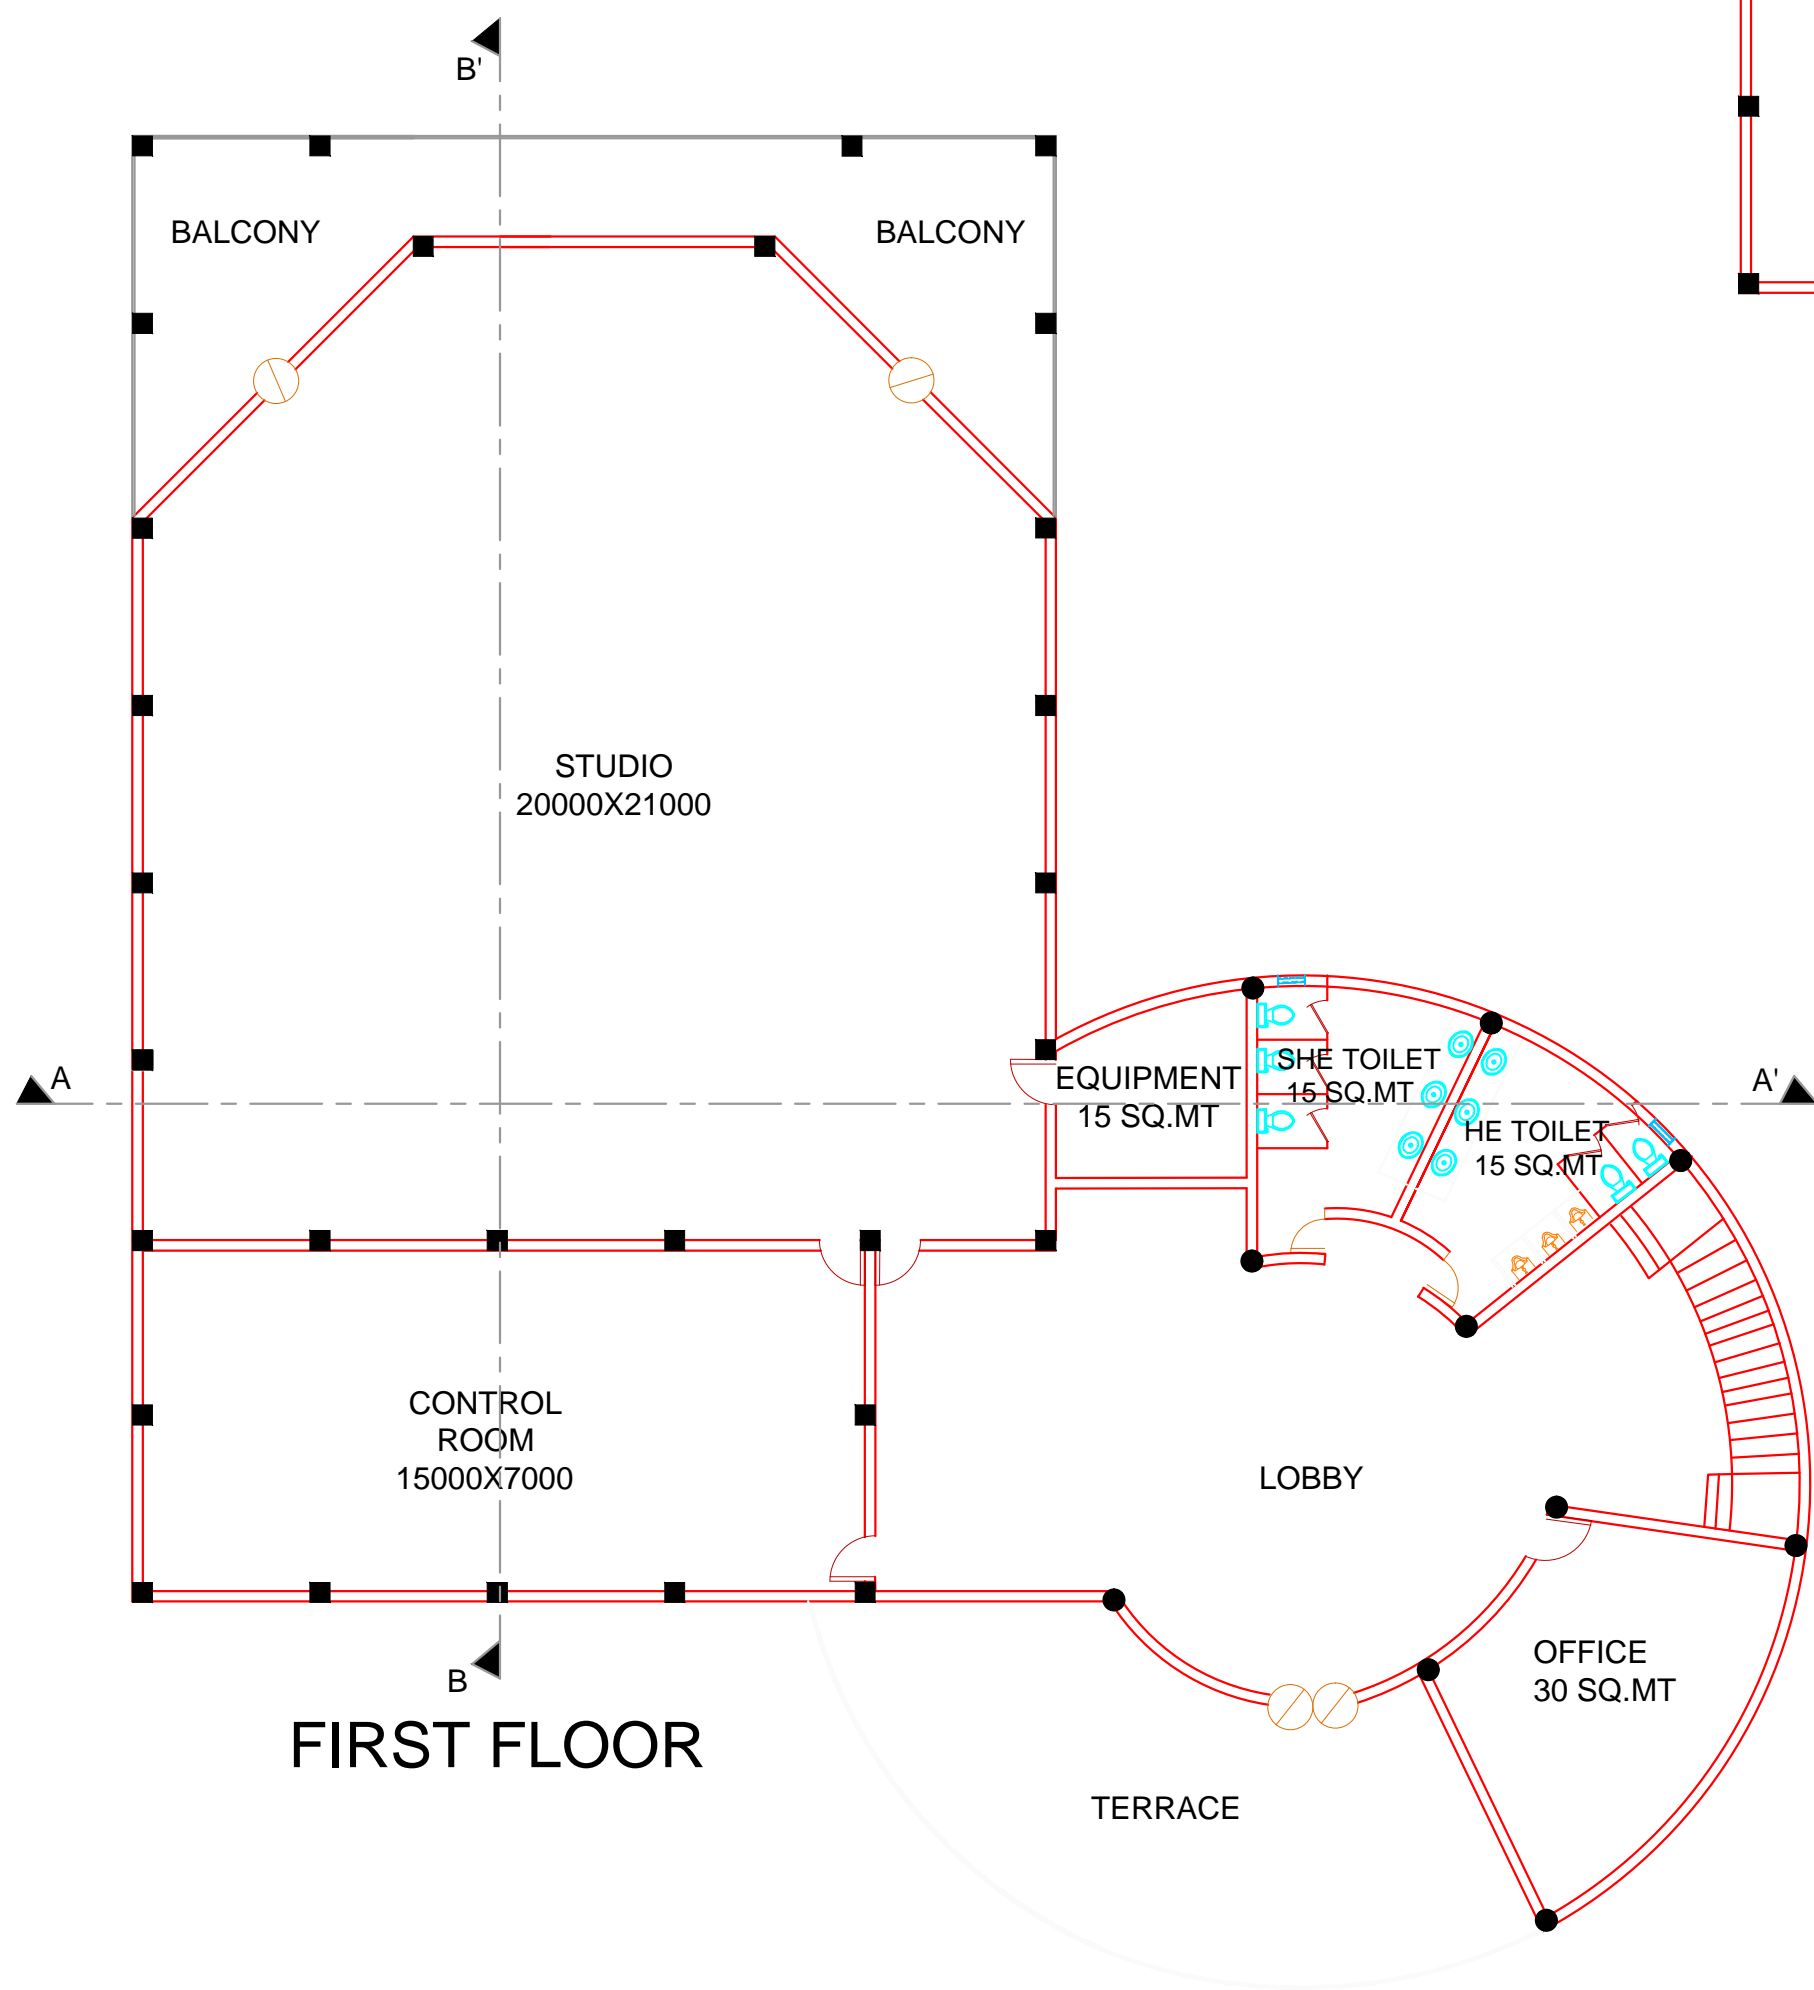 B'
BALCONY
BALCONY
STUDIO
20000X21000
A
A'
EQUIPMENT
15 SQ.MT
SHE TOILET
15 SQ.MT
HE TOILET
15 SQ.MT
CONTROL
ROOM
15000X7000
LOBBY
OFFICE
30 SQ.MT
B
FIRST FLOOR
TERRACE